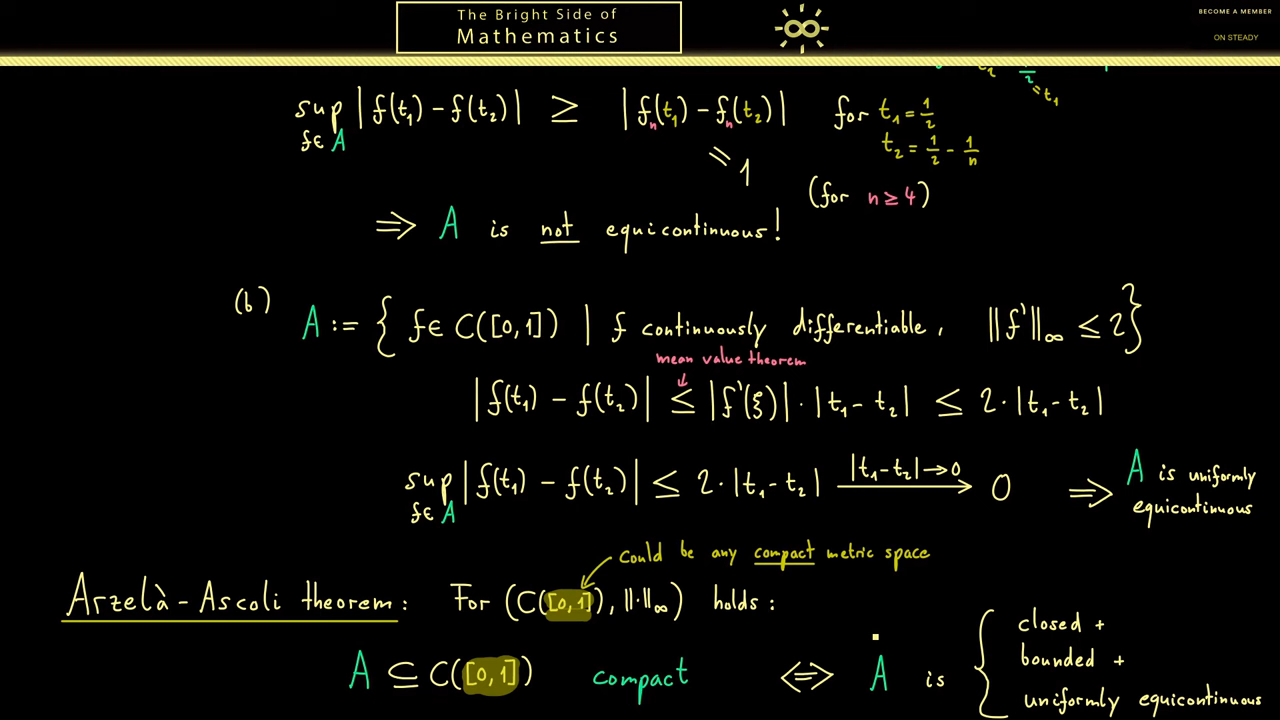 The Bright Side of
Mathematics
BECOME A MEMBER
ON STEADY
sup |f(t₁) − f(t₂)| ≥ |fₙ(t₁) − fₙ(t₂)| for t₁ = 1/2
f∈A t₂ = 1/2 − 1/n
= 1
(for n ≥ 4)
⇒ A is not equicontinuous!
(b) A := { f∈ C([0,1]) | f continuously differentiable, ‖f'‖∞ ≤ 2}
mean value theorem
|f(t₁) − f(t₂)| ≤ |f'(ξ)| · |t₁ − t₂| ≤ 2 · |t₁ − t₂|
sup |f(t₁) − f(t₂)| ≤ 2 · |t₁ − t₂| |t₁−t₂|→0 ⟶ 0 ⇒ A is uniformly
f∈A equicontinuous
could be any compact metric space
Arzelà-Ascoli theorem: For (C([0,1]), ‖·‖∞) holds:
A ⊆ C([0,1]) compact ⇔ A is { closed +
bounded +
uniformly equicontinuous